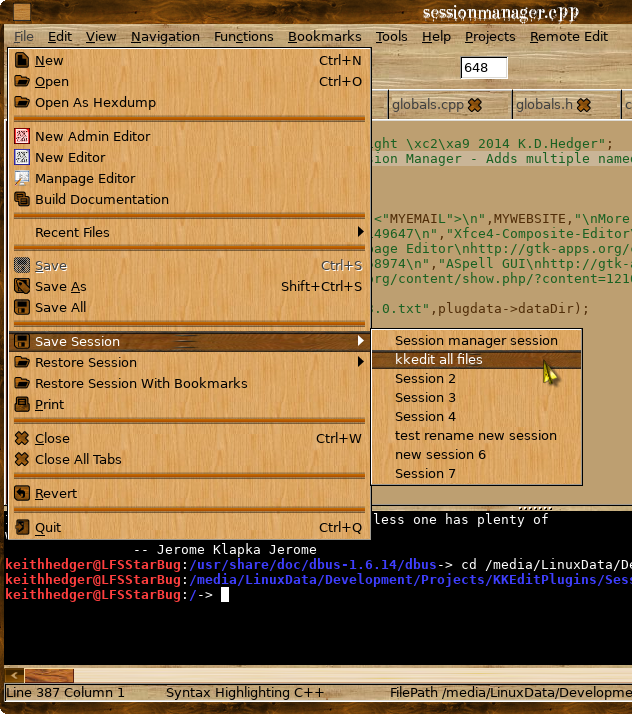 sessionmanager.cpp
File Edit View Navigation Functions Bookmarks Tools Help Projects Remote Edit
648
New Ctrl+N
Open Ctrl+O
Open As Hexdump
New Admin Editor
New Editor
Manpage Editor
Build Documentation
Recent Files
Save Ctrl+S
Save As Shift+Ctrl+S
Save All
Save Session
Restore Session
Restore Session With Bookmarks
Print
Close Ctrl+W
Close All Tabs
Revert
Quit Ctrl+Q
globals.cpp globals.h
ght \xc2\xa9 2014 K.D.Hedger";
ion Manager - Adds multiple name
<"MYEMAIL">\n",MYWEBSITE,"\nMore
49647\n","Xfce4-Composite-Editor
page Editor\nhttp://gtk-apps.org/
8974\n","ASpell GUI\nhttp://gtk-
org/content/show.php/?content=121
.0.txt",plugdata->dataDir);
Session manager session
kkedit all files
Session 2
Session 3
Session 4
test rename new session
new session 6
Session 7
less one has plenty of
-- Jerome Klapka Jerome
keithhedger@LFSStarBug:/usr/share/doc/dbus-1.6.14/dbus-> cd /media/LinuxData/De
keithhedger@LFSStarBug:/media/LinuxData/Development/Projects/KKEditPlugins/Ses
keithhedger@LFSStarBug:/->
Line 387 Column 1 Syntax Highlighting C++ FilePath /media/LinuxData/Developme